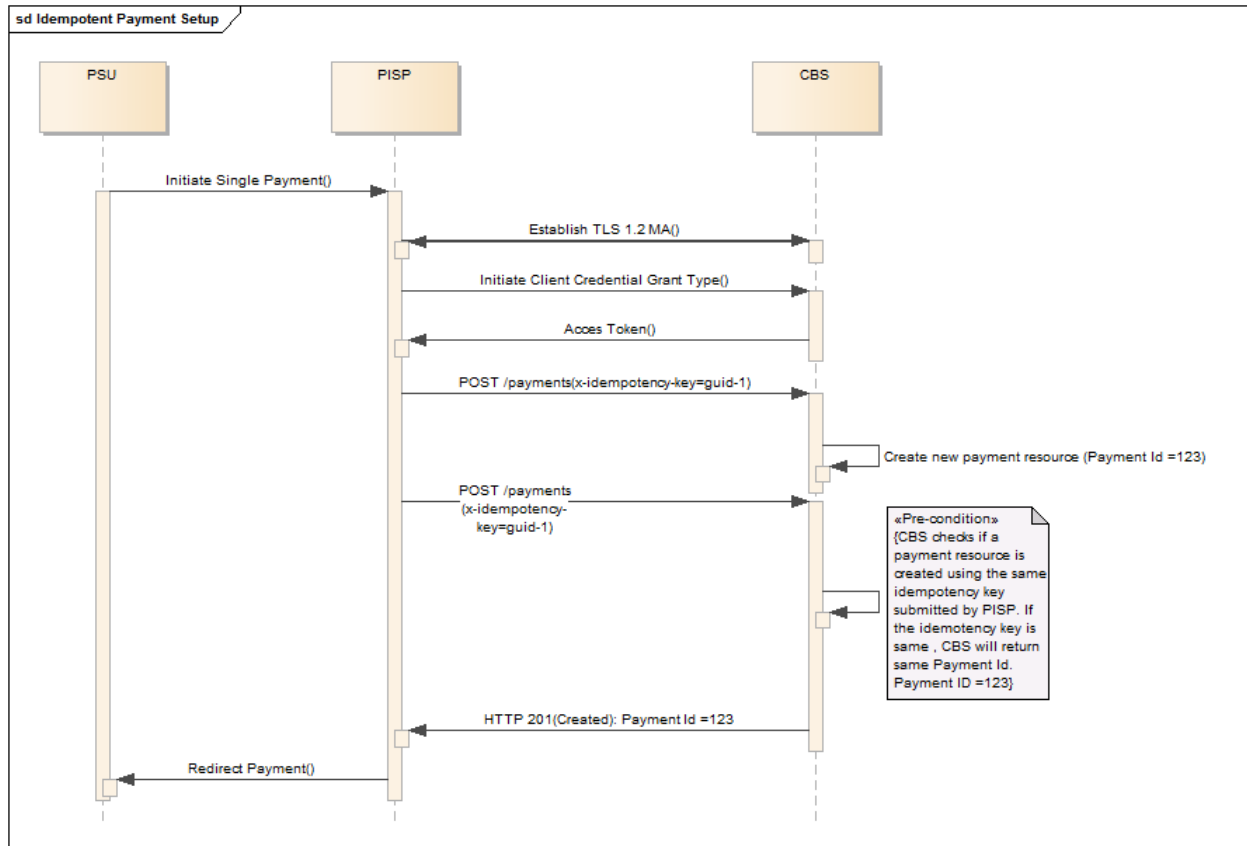 sd Idempotent Payment Setup
PSU
PISP
CBS
Initiate Single Payment()
Establish TLS 1.2 MA()
Initiate Client Credential Grant Type()
Acces Token()
POST /payments(x-idempotency-key=guid-1)
Create new payment resource (Payment Id =123)
POST /payments
(x-idempotency-
key=guid-1)
«Pre-condition»
{CBS checks if a
payment resource is
created using the same
idempotency key
submitted by PISP. If
the idemotency key is
same , CBS will return
same Payment Id.
Payment ID =123}
HTTP 201(Created): Payment Id =123
Redirect Payment()